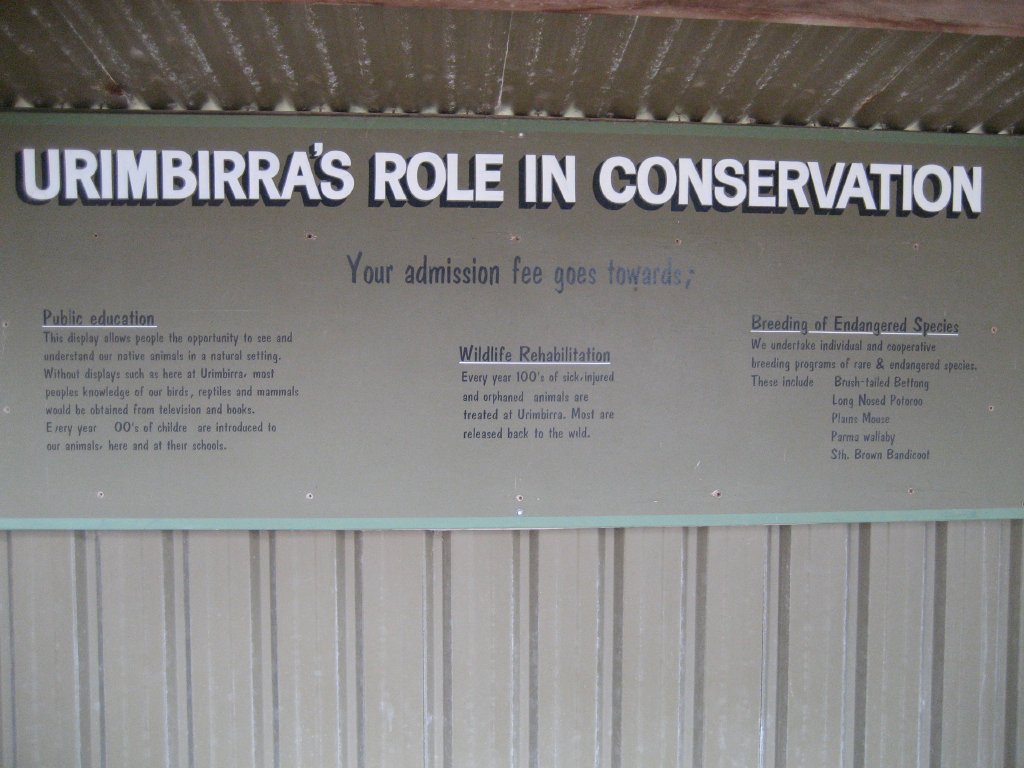 URIMBIRRA'S ROLE IN CONSERVATION
Your admission fee goes towards;
Public education
This display allows people the opportunity to see and
understand our native animals in a natural setting.
Without displays such as here at Urimbirra, most
peoples knowledge of our birds, reptiles and mammals
would be obtained from television and books.
E ery year 00's of childre are introduced to
our animals, here and at their schools.
Wildlife Rehabilitation
Every year 100's of sick, injured
and orphaned animals are
treated at Urimbirra. Most are
released back to the wild.
Breeding of Endangered Species
We undertake individual and cooperative
breeding programs of rare & endangered species.
These include Brush-tailed Bettong
Long Nosed Potoroo
Plains Mouse
Parma wallaby
Sth. Brown Bandicoot